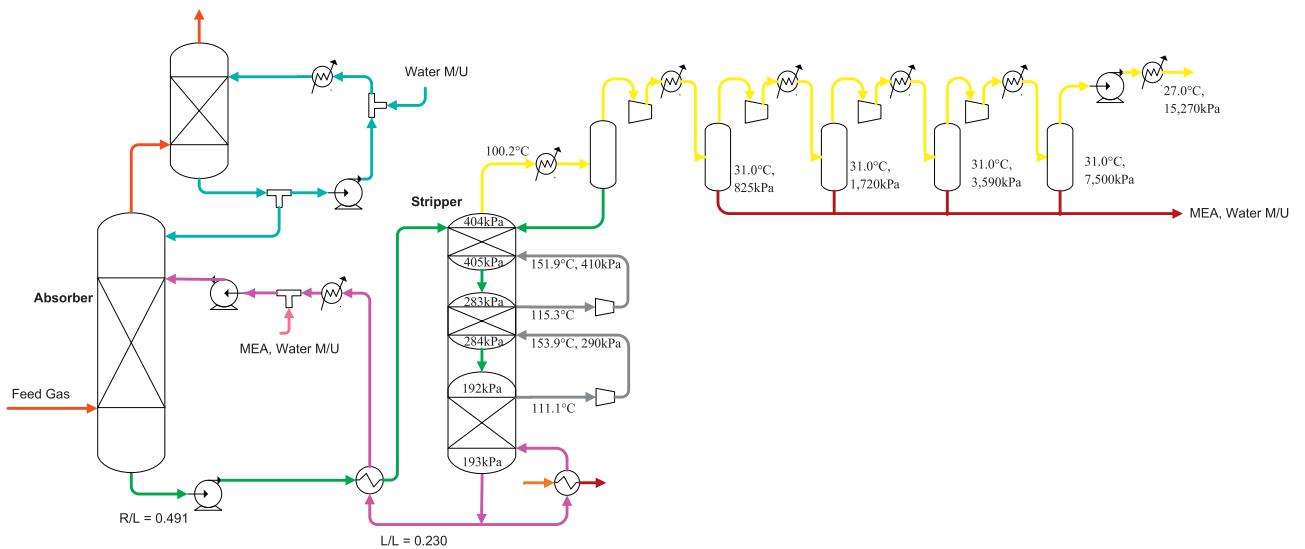 Water M/U
27.0°C,
15,270kPa
100.2°C
31.0°C,
825kPa
31.0°C,
1,720kPa
31.0°C,
3,590kPa
31.0°C,
7,500kPa
Stripper
MEA, Water M/U
404kPa
405kPa
151.9°C, 410kPa
Absorber
283kPa
115.3°C
284kPa
153.9°C, 290kPa
MEA, Water M/U
Feed Gas
192kPa
111.1°C
193kPa
R/L = 0.491
L/L = 0.230